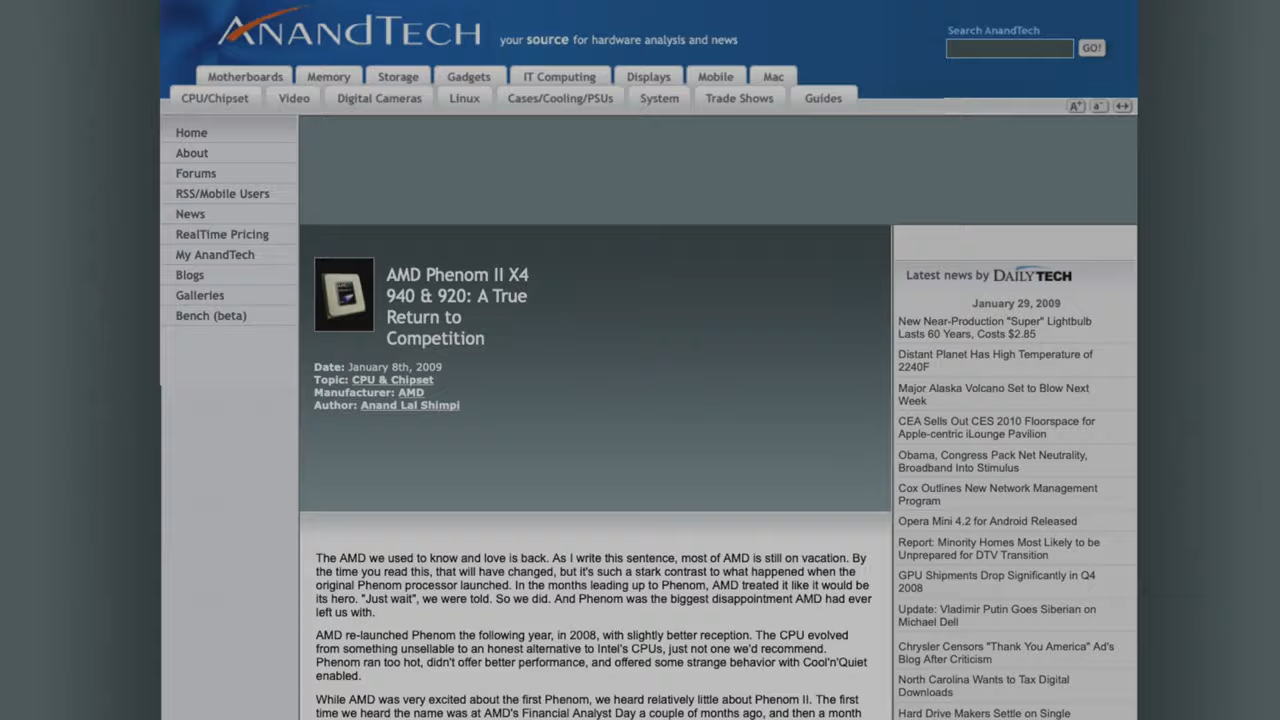 ANANDTECH
your source for hardware analysis and news
Search AnandTech
GO!
Motherboards Memory Storage Gadgets IT Computing Displays Mobile Mac
CPU/Chipset Video Digital Cameras Linux Cases/Cooling/PSUs System Trade Shows Guides
A+ a-
Home
About
Forums
RSS/Mobile Users
News
RealTime Pricing
My AnandTech
Blogs
Galleries
Bench (beta)
AMD Phenom II X4
940 & 920: A True
Return to
Competition
Date: January 8th, 2009
Topic: CPU & Chipset
Manufacturer: AMD
Author: Anand Lal Shimpi
The AMD we used to know and love is back. As I write this sentence, most of AMD is still on vacation. By
the time you read this, that will have changed, but it's such a stark contrast to what happened when the
original Phenom processor launched. In the months leading up to Phenom, AMD treated it like it would be
its hero. "Just wait", we were told. So we did. And Phenom was the biggest disappointment AMD had ever
left us with.
AMD re-launched Phenom the following year, in 2008, with slightly better reception. The CPU evolved
from something unsellable to an honest alternative to Intel's CPUs, just not one we'd recommend.
Phenom ran too hot, didn't offer better performance, and offered some strange behavior with Cool'n'Quiet
enabled.
While AMD was very excited about the first Phenom, we heard relatively little about Phenom II. The first
time we heard the name was at AMD's Financial Analyst Day a couple of months ago, and then a month
Latest news by DAILYTECH
January 29, 2009
New Near-Production "Super" Lightbulb
Lasts 60 Years, Costs $2.85
Distant Planet Has High Temperature of
2240F
Major Alaska Volcano Set to Blow Next
Week
CEA Sells Out CES 2010 Floorspace for
Apple-centric iLounge Pavilion
Obama, Congress Pack Net Neutrality,
Broadband Into Stimulus
Cox Outlines New Network Management
Program
Opera Mini 4.2 for Android Released
Report: Minority Homes Most Likely to be
Unprepared for DTV Transition
GPU Shipments Drop Significantly in Q4
2008
Update: Vladimir Putin Goes Siberian on
Michael Dell
Chrysler Censors "Thank You America" Ad's
Blog After Criticism
North Carolina Wants to Tax Digital
Downloads
Hard Drive Makers Settle on Single